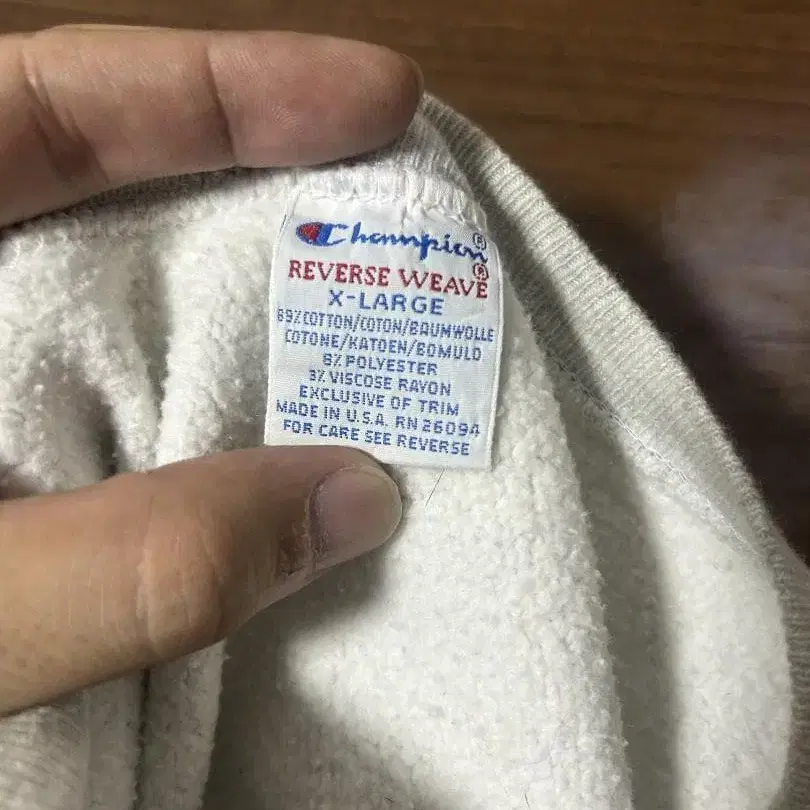 Champion®
REVERSE WEAVE®
X-LARGE
89% COTTON/COTON/BAUMWOLLE
COTONE/KATOEN/BOMULD
8% POLYESTER
3% VISCOSE RAYON
EXCLUSIVE OF TRIM
MADE IN U.S.A. RN 26094
FOR CARE SEE REVERSE